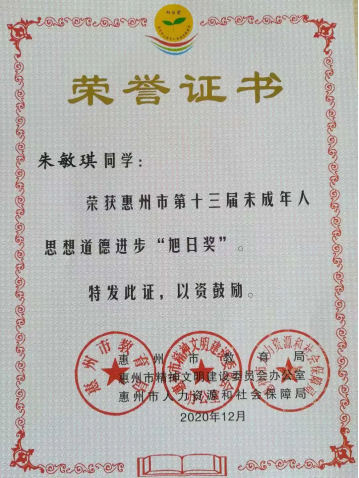 荣誉证书
朱敏琪同学：
荣获惠州市第十三届未成年人
思想道德进步“旭日奖”。
特发此证，以资鼓励。
惠州市教育局
惠州市精神文明建设委员会办公室
惠州市人力资源和社会保障局
2020年12月